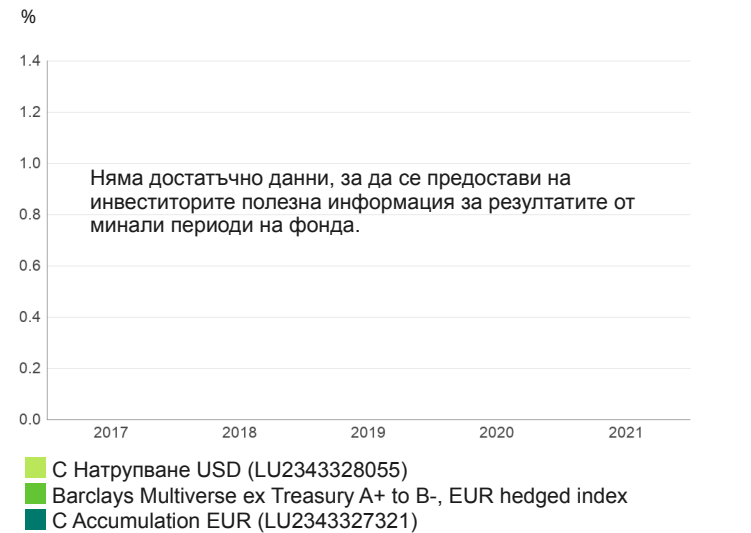 %
1.4
1.2
1.0
Няма достатъчно данни, за да се предостави на
инвеститорите полезна информация за резултатите от
минали периоди на фонда.
0.8
0.6
0.4
0.2
0.0
2017 2018 2019 2020 2021
С Натрупване USD (LU2343328055)
Barclays Multiverse ex Treasury A+ to B-, EUR hedged index
C Accumulation EUR (LU2343327321)